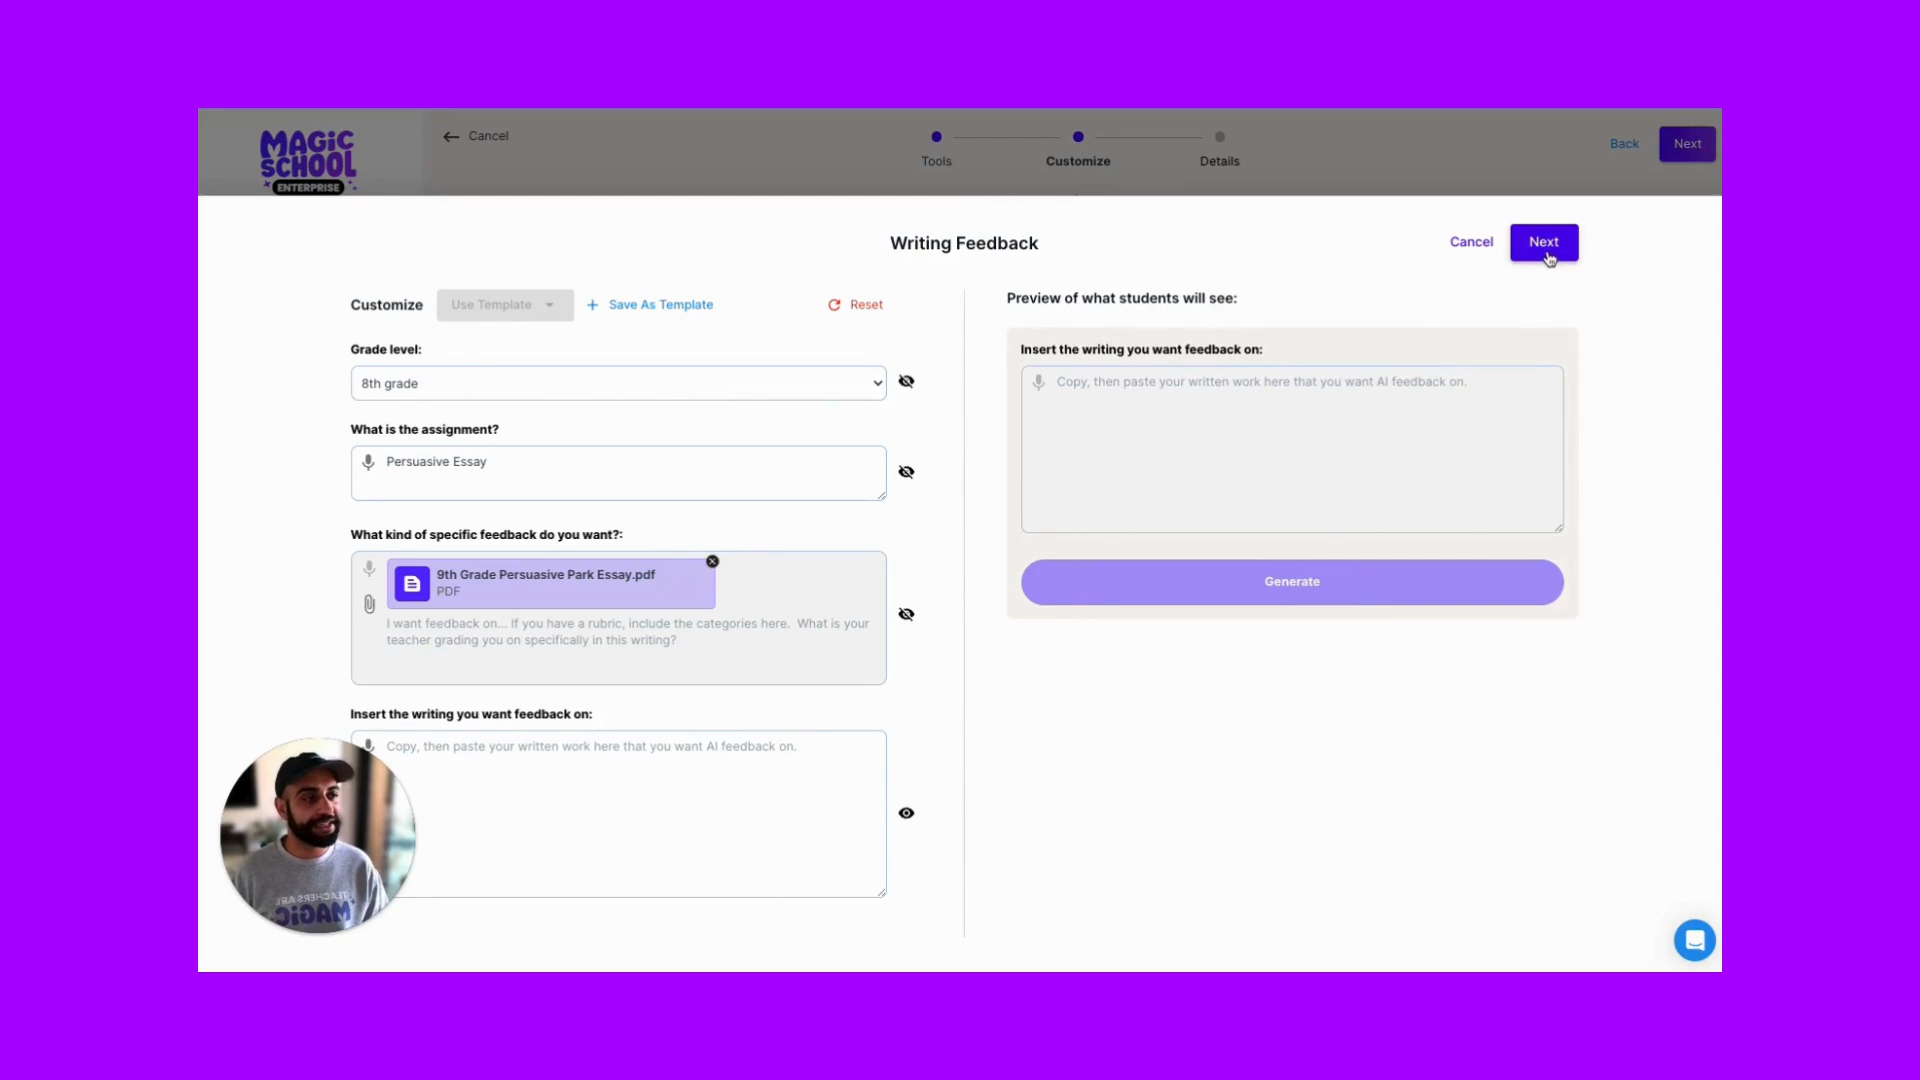 MAGIC
SCHOOL
ENTERPRISE
Cancel
Tools
Customize
Details
Back
Next
Writing Feedback
Cancel
Next
Customize
Use Template
+ Save As Template
Reset
Grade level:
8th grade
What is the assignment?
Persuasive Essay
What kind of specific feedback do you want?:
9th Grade Persuasive Park Essay.pdf
PDF
I want feedback on... If you have a rubric, include the categories here. What is your
teacher grading you on specifically in this writing?
Insert the writing you want feedback on:
Copy, then paste your written work here that you want AI feedback on.
TEACHERS ARE
MAGIC
Preview of what students will see:
Insert the writing you want feedback on:
Copy, then paste your written work here that you want AI feedback on.
Generate